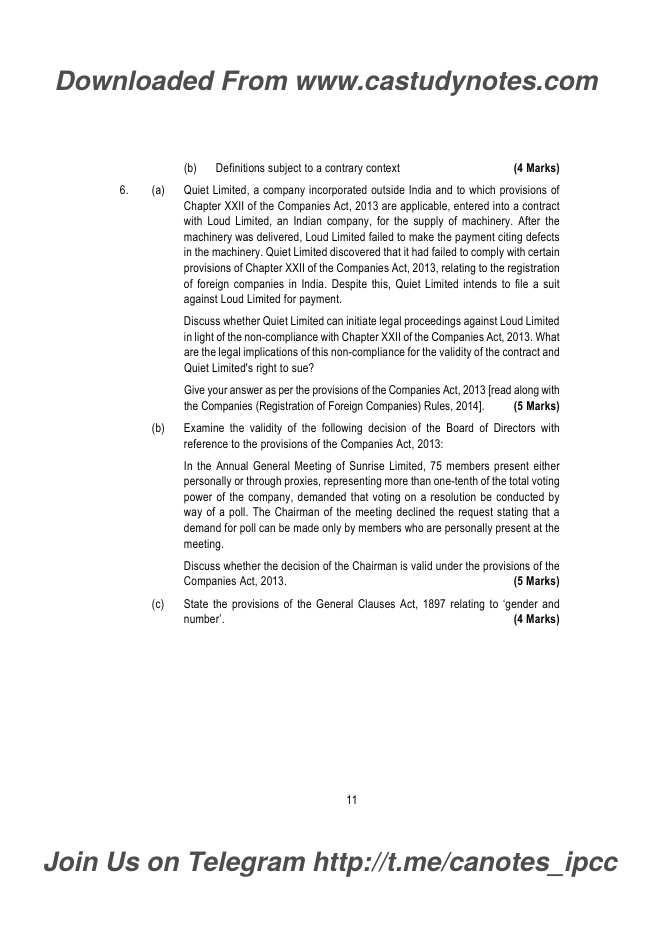 Downloaded From www.castudynotes.com
(b) Definitions subject to a contrary context (4 Marks)
6. (a) Quiet Limited, a company incorporated outside India and to which provisions of
Chapter XXII of the Companies Act, 2013 are applicable, entered into a contract
with Loud Limited, an Indian company, for the supply of machinery. After the
machinery was delivered, Loud Limited failed to make the payment citing defects
in the machinery. Quiet Limited discovered that it had failed to comply with certain
provisions of Chapter XXII of the Companies Act, 2013, relating to the registration
of foreign companies in India. Despite this, Quiet Limited intends to file a suit
against Loud Limited for payment.
Discuss whether Quiet Limited can initiate legal proceedings against Loud Limited
in light of the non-compliance with Chapter XXII of the Companies Act, 2013. What
are the legal implications of this non-compliance for the validity of the contract and
Quiet Limited's right to sue?
Give your answer as per the provisions of the Companies Act, 2013 [read along with
the Companies (Registration of Foreign Companies) Rules, 2014]. (5 Marks)
(b) Examine the validity of the following decision of the Board of Directors with
reference to the provisions of the Companies Act, 2013:
In the Annual General Meeting of Sunrise Limited, 75 members present either
personally or through proxies, representing more than one-tenth of the total voting
power of the company, demanded that voting on a resolution be conducted by
way of a poll. The Chairman of the meeting declined the request stating that a
demand for poll can be made only by members who are personally present at the
meeting.
Discuss whether the decision of the Chairman is valid under the provisions of the
Companies Act, 2013. (5 Marks)
(c) State the provisions of the General Clauses Act, 1897 relating to ‘gender and
number’. (4 Marks)
11
Join Us on Telegram http://t.me/canotes_ipcc